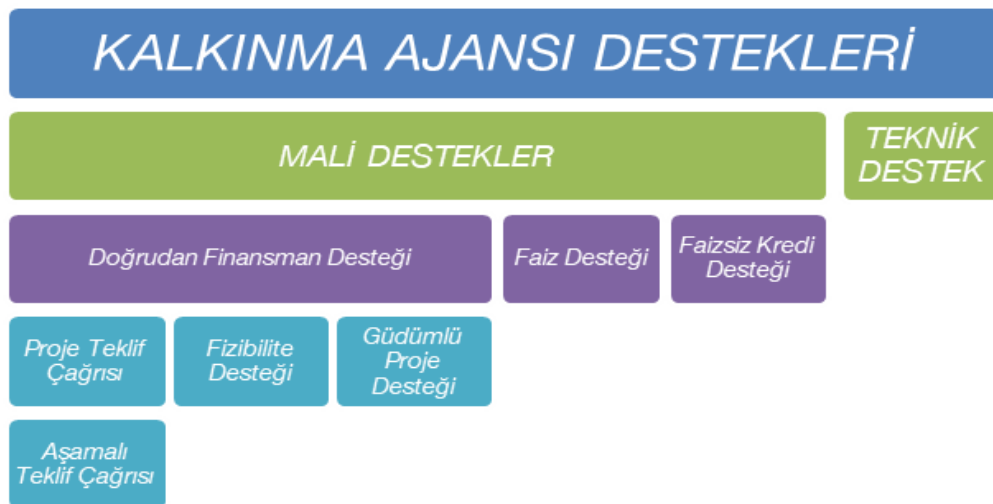 KALKINMA AJANSI DESTEKLERİ
MALİ DESTEKLER
TEKNİK
DESTEK
Doğrudan Finansman Desteği
Faiz Desteği
Faizsiz Kredi
Desteği
Proje Teklif
Çağrısı
Fizibilite
Desteği
Güdümlü
Proje
Desteği
Aşamalı
Teklif Çağrısı